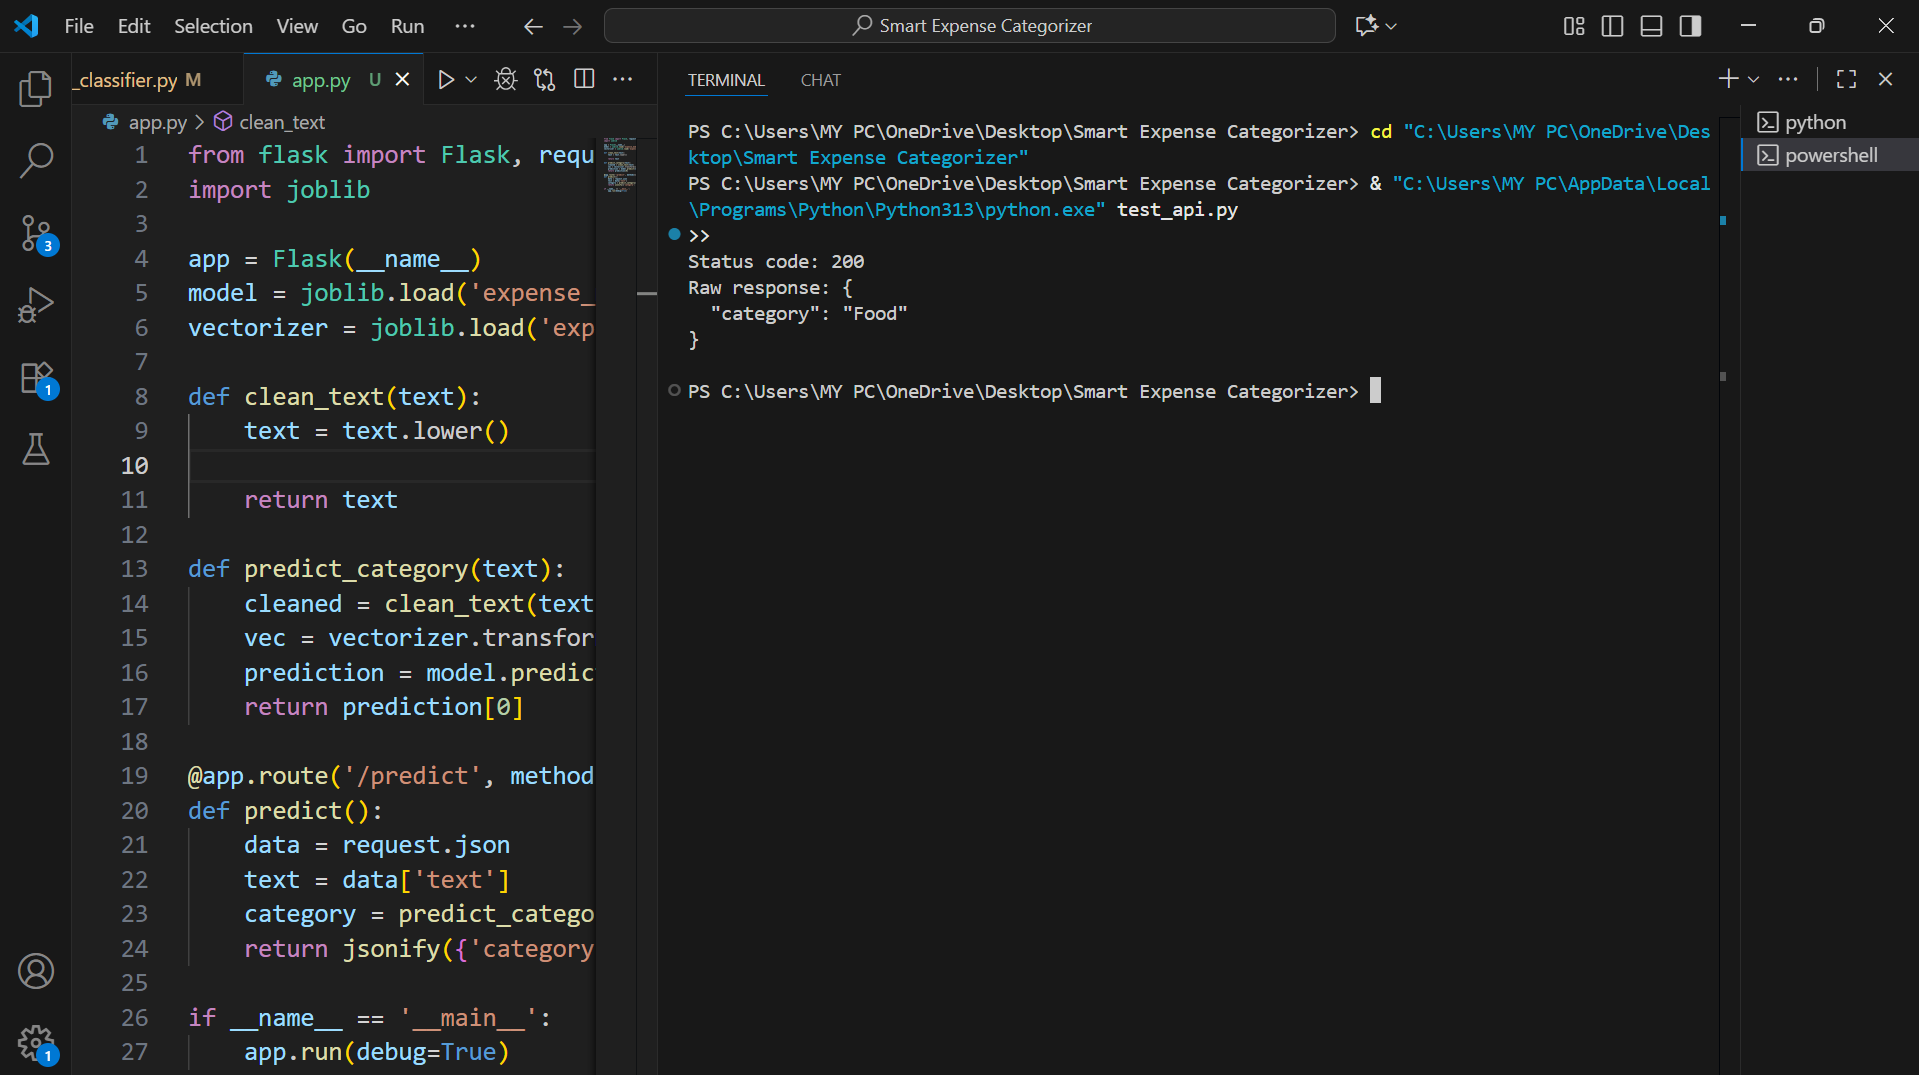 File Edit Selection View Go Run ··· Smart Expense Categorizer
_classifier.py M app.py U
app.py > clean_text
1 from flask import Flask, requ
2 import joblib
3
4 app = Flask(__name__)
5 model = joblib.load('expense_
6 vectorizer = joblib.load('exp
7
8 def clean_text(text):
9     text = text.lower()
10
11     return text
12
13 def predict_category(text):
14     cleaned = clean_text(text
15     vec = vectorizer.transfor
16     prediction = model.predic
17     return prediction[0]
18
19 @app.route('/predict', method
20 def predict():
21     data = request.json
22     text = data['text']
23     category = predict_catego
24     return jsonify({'category
25
26 if __name__ == '__main__':
27     app.run(debug=True)
3
1
1
TERMINAL CHAT
PS C:\Users\MY PC\OneDrive\Desktop\Smart Expense Categorizer> cd "C:\Users\MY PC\OneDrive\Des
ktop\Smart Expense Categorizer"
PS C:\Users\MY PC\OneDrive\Desktop\Smart Expense Categorizer> & "C:\Users\MY PC\AppData\Local
\Programs\Python\Python313\python.exe" test_api.py
>>
Status code: 200
Raw response: {
  "category": "Food"
}
PS C:\Users\MY PC\OneDrive\Desktop\Smart Expense Categorizer>
python
powershell